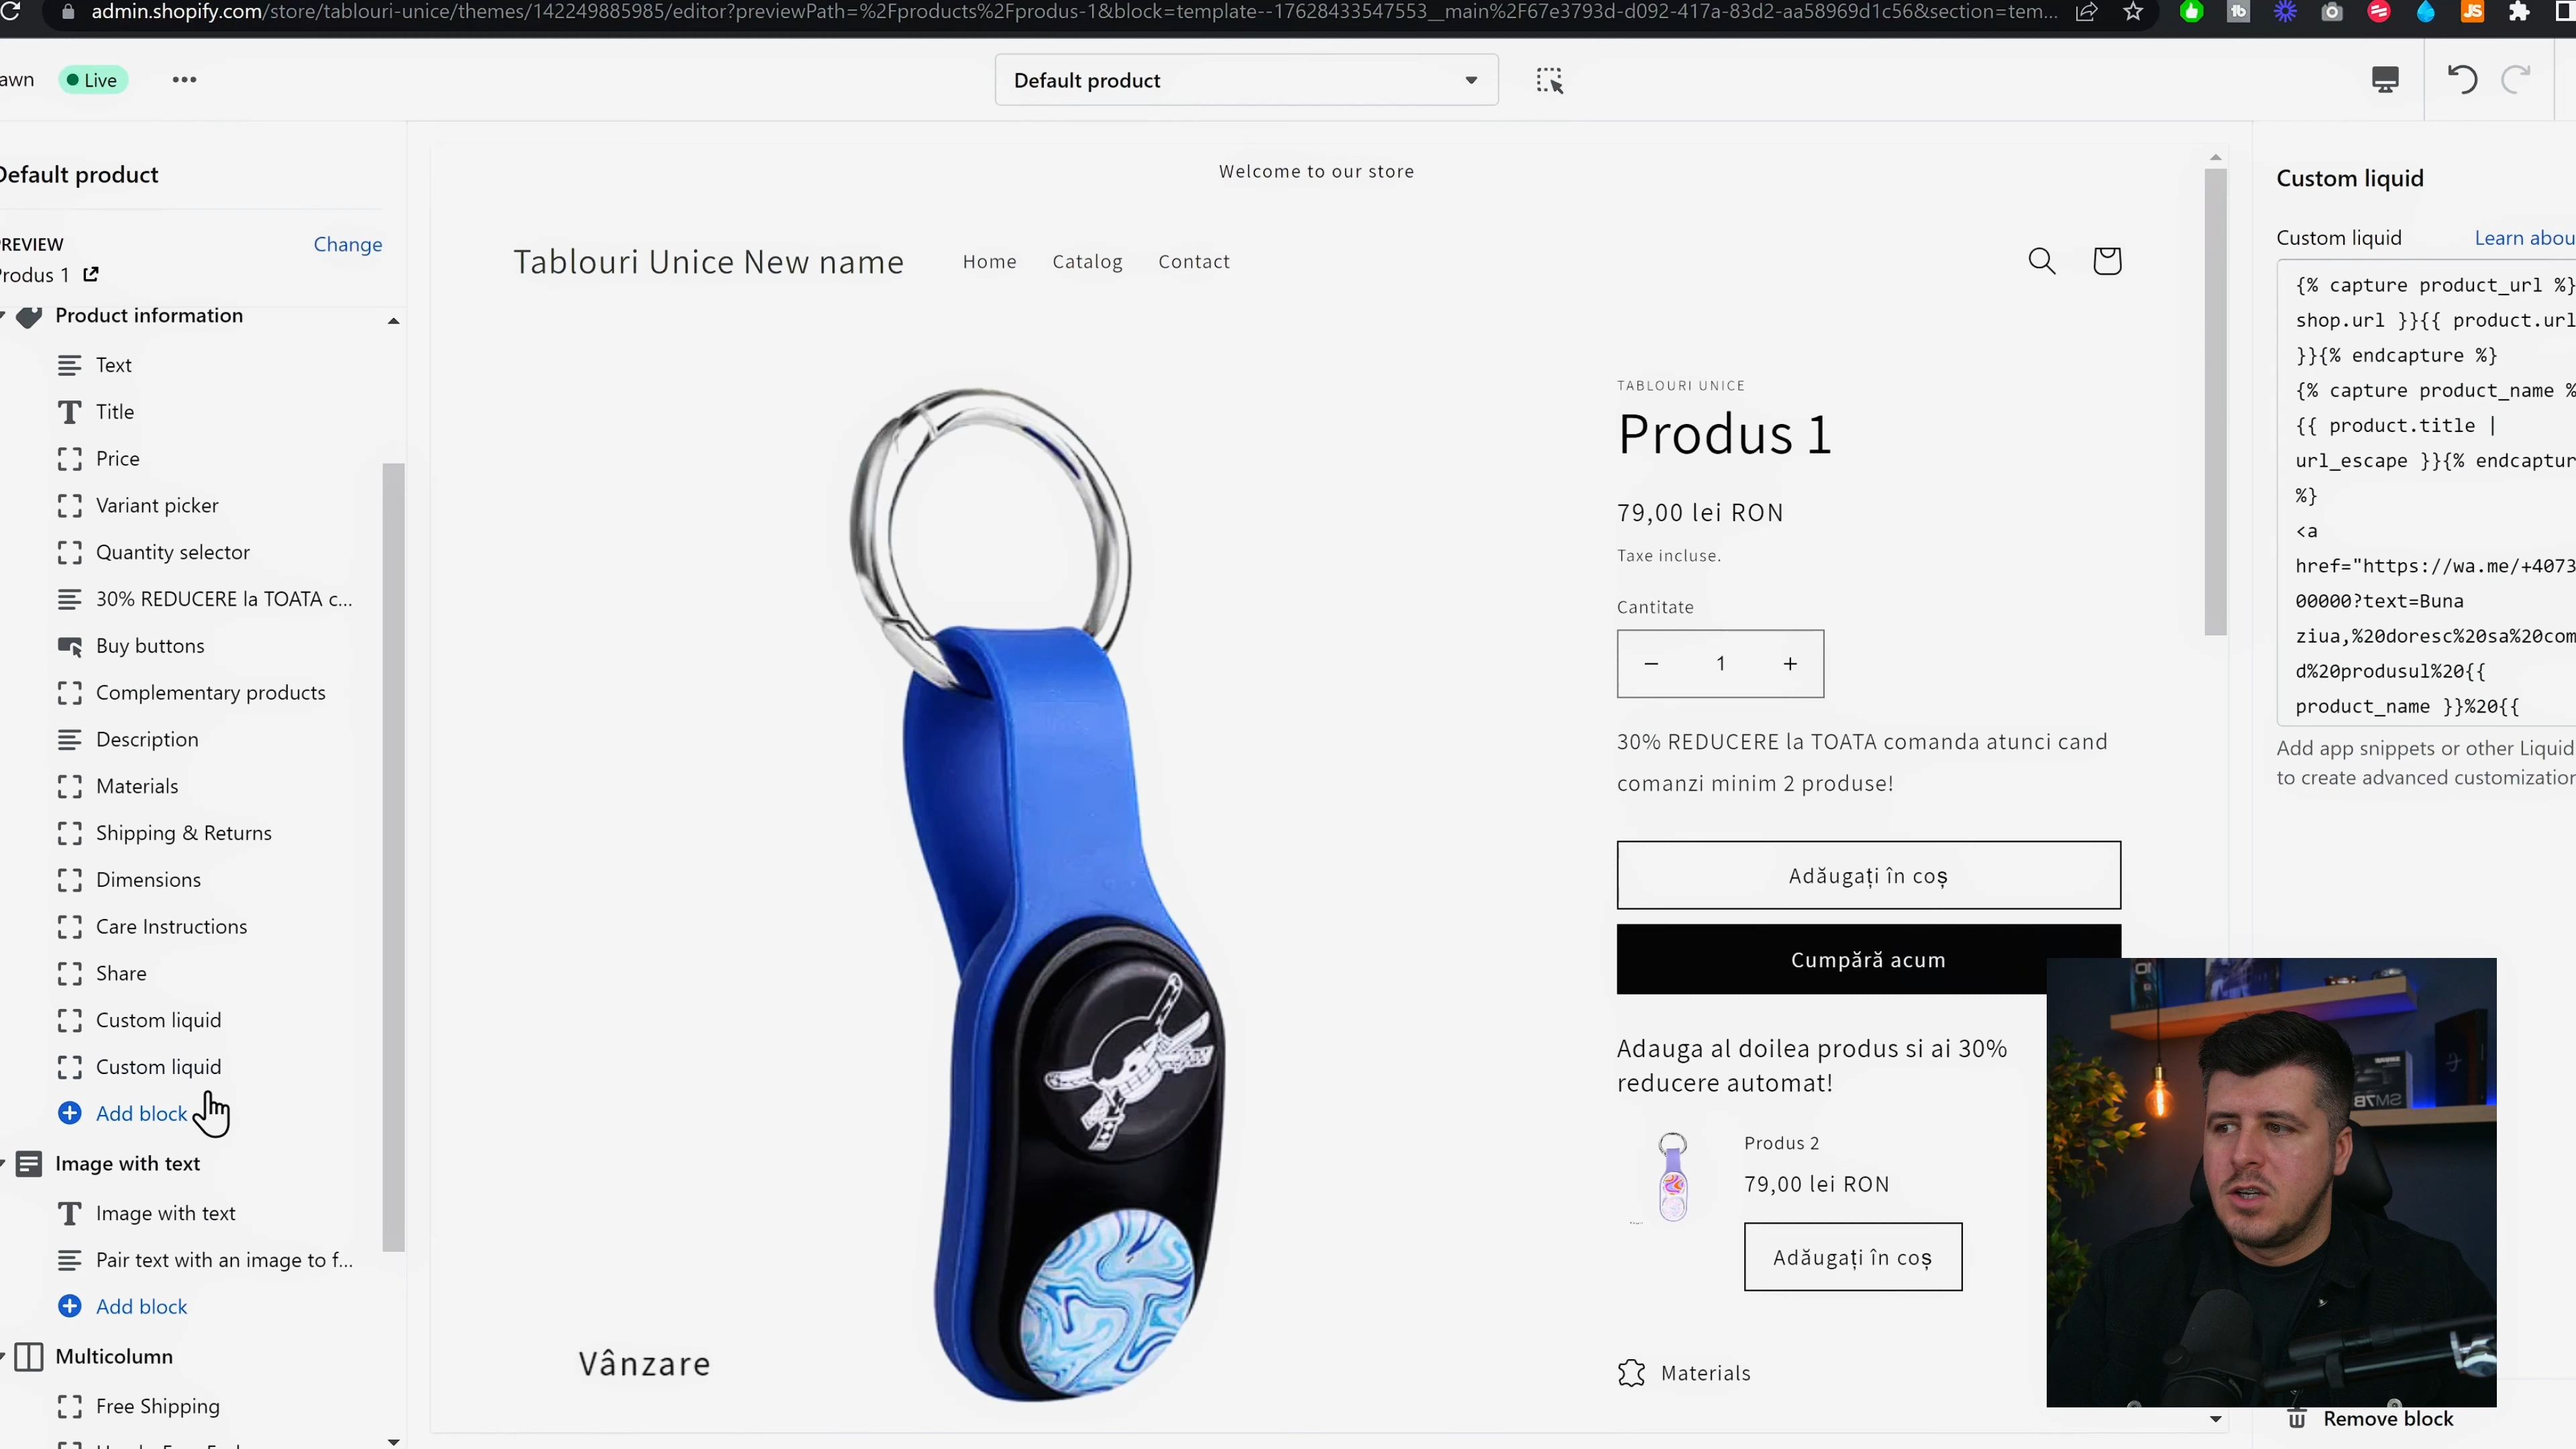 admin.shopify.com/store/tablouri-unice/themes/142249885985/editor?previewPath=%2Fproducts%2Fprodus-1&block=template--17628433547553__main%2F67e3793d-d092-417a-83d2-aa58969d1c56&section=tem...
awn
Live
Default product
Default product
REVIEW
Change
Produs 1
Product information
Text
Title
Price
Variant picker
Quantity selector
30% REDUCERE la TOATA c...
Buy buttons
Complementary products
Description
Materials
Shipping & Returns
Dimensions
Care Instructions
Share
Custom liquid
Custom liquid
Add block
Image with text
Image with text
Pair text with an image to f...
Add block
Multicolumn
Free Shipping
Welcome to our store
Tablouri Unice New name
Home
Catalog
Contact
TABLOURI UNICE
Produs 1
79,00 lei RON
Taxe incluse.
Cantitate
1
30% REDUCERE la TOATA comanda atunci cand
comanzi minim 2 produse!
Adăugați în coș
Cumpără acum
Adauga al doilea produs si ai 30%
reducere automat!
Produs 2
79,00 lei RON
Adăugați în coș
Materials
Vânzare
Custom liquid
Custom liquid
Learn abou
{% capture product_url %}
shop.url }}{{ product.url
}}{% endcapture %}
{% capture product_name %
{{ product.title |
url_escape }}{% endcaptur
%}
<a
href="https://wa.me/+4073
00000?text=Buna
ziua,%20doresc%20sa%20com
d%20produsul%20{{
product_name }}%20{{
Add app snippets or other Liquid
to create advanced customization
Remove block
SM7B